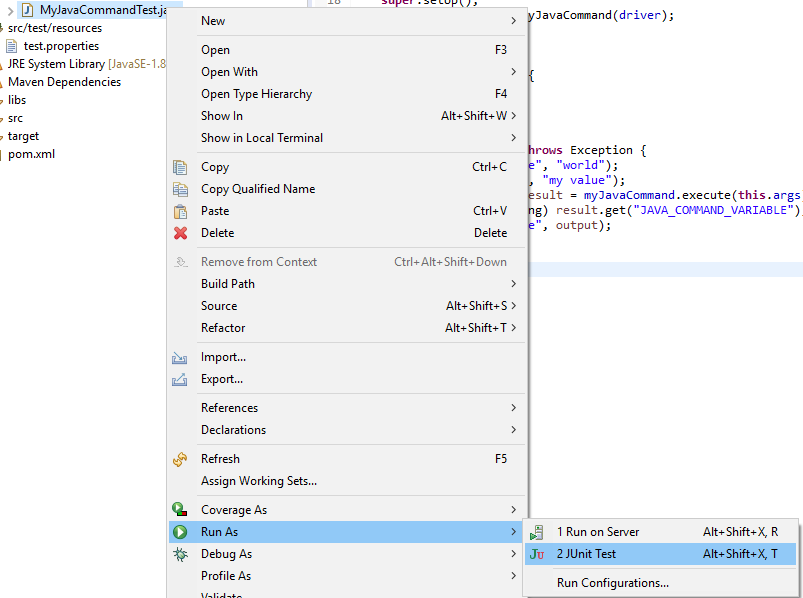 MyJavaCommandTest.ja
src/test/resources
test.properties
JRE System Library [JavaSE-1.8
Maven Dependencies
libs
src
target
pom.xml
New
Open F3
Open With
Open Type Hierarchy F4
Show In Alt+Shift+W
Show in Local Terminal
Copy Ctrl+C
Copy Qualified Name
Paste Ctrl+V
Delete Delete
Remove from Context Ctrl+Alt+Shift+Down
Build Path
Source Alt+Shift+S
Refactor Alt+Shift+T
Import...
Export...
References
Declarations
Refresh F5
Assign Working Sets...
Coverage As
Run As
Debug As
Profile As
Validate
18 super.setup();
yJavaCommand(driver);
{
hrows Exception {
e", "world");
, "my value");
esult = myJavaCommand.execute(this.args
ng) result.get("JAVA_COMMAND_VARIABLE")
e", output);
1 Run on Server Alt+Shift+X, R
2 JUnit Test Alt+Shift+X, T
Run Configurations...